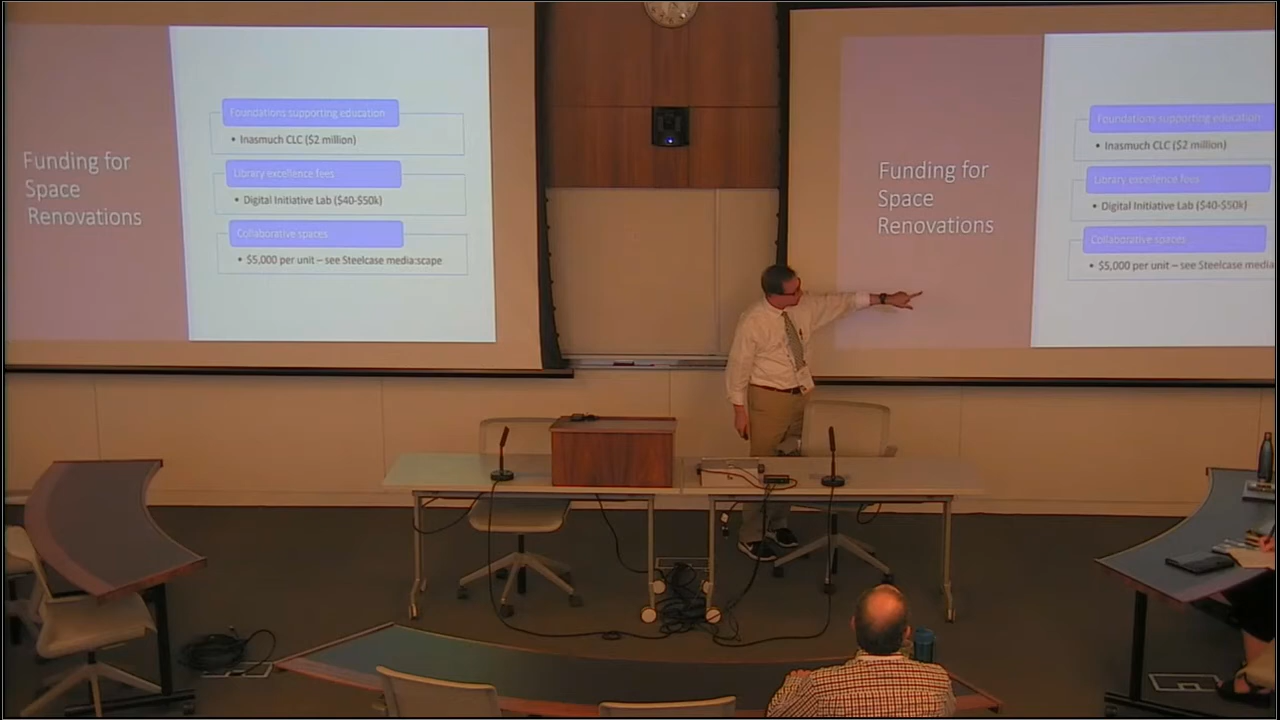 Funding for
Space
Renovations
Foundations supporting education
• Inasmuch CLC ($2 million)
Library excellence fees
• Digital Initiative Lab ($40-$50k)
Collaborative spaces
• $5,000 per unit – see Steelcase media:scape
Funding for
Space
Renovations
Foundations supporting education
• Inasmuch CLC ($2 million)
Library excellence fees
• Digital Initiative Lab ($40-$50k)
Collaborative spaces
• $5,000 per unit – see Steelcase media